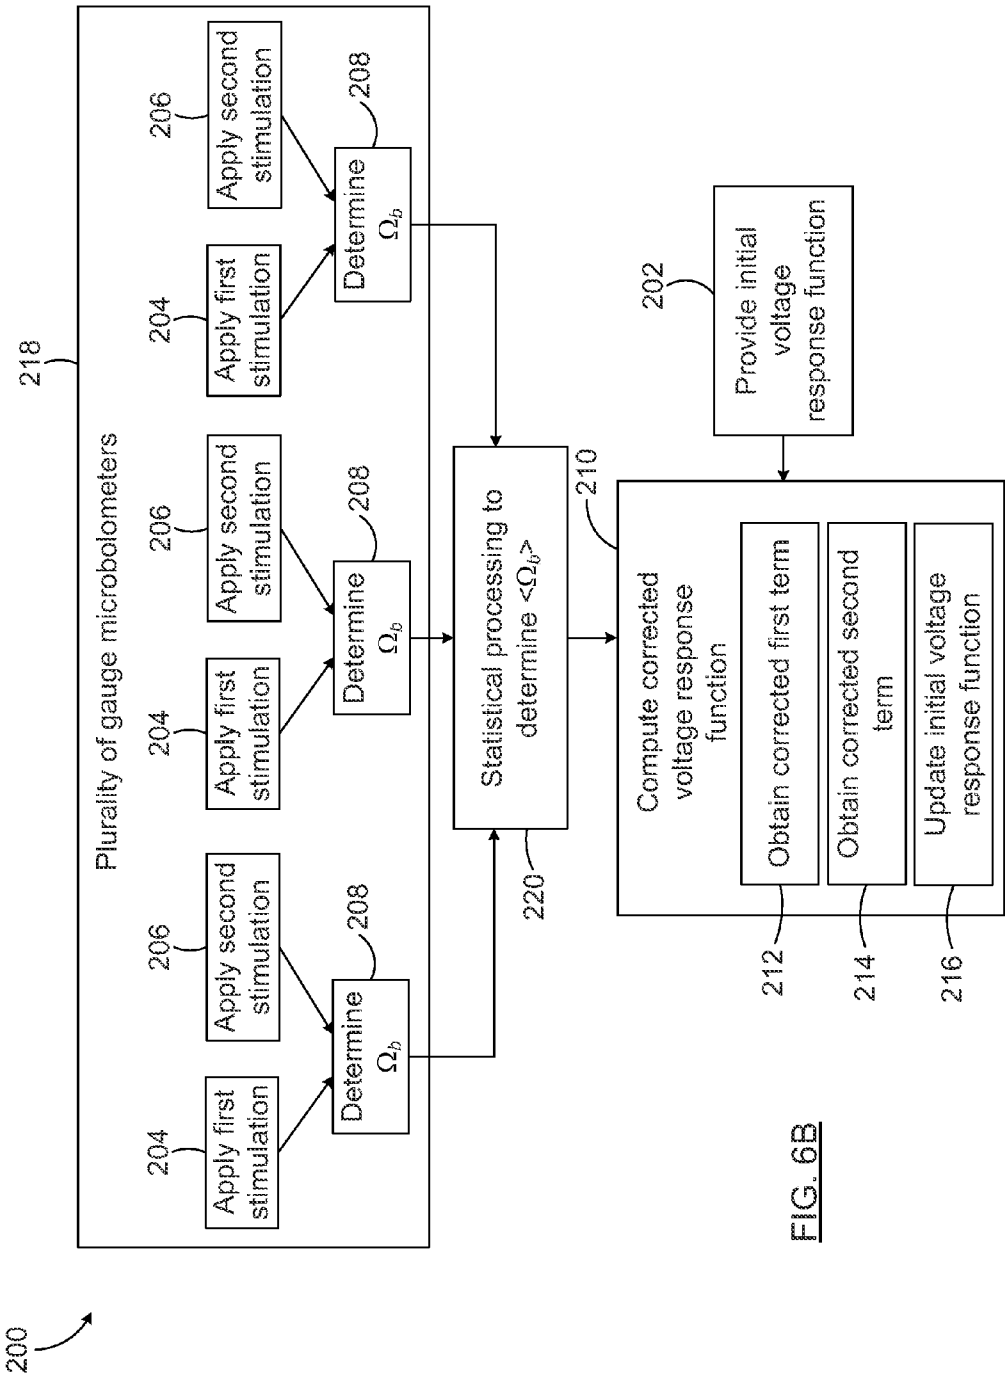 200
218
Plurality of gauge microbolometers
204
206
204
206
204
206
Apply first
stimulation
Apply second
stimulation
Apply first
stimulation
Apply second
stimulation
Apply first
stimulation
Apply second
stimulation
208
208
208
Determine
Ω_b
Determine
Ω_b
Determine
Ω_b
Statistical processing to
determine <Ω_b>
220
210
202
Compute corrected
voltage response
function
Provide initial
voltage
response function
212
Obtain corrected first term
214
Obtain corrected second
term
216
Update initial voltage
response function
FIG. 6B